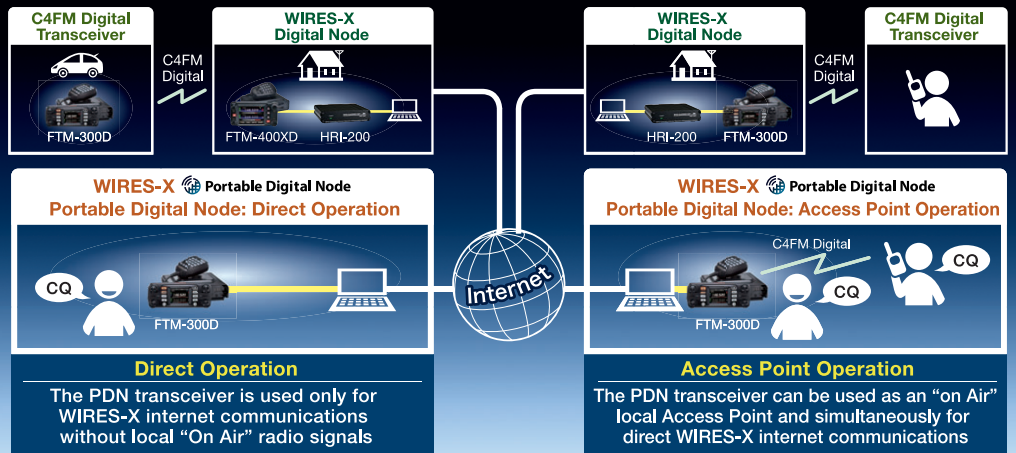 C4FM Digital
Transceiver
FTM-300D
C4FM
Digital
WIRES-X
Digital Node
FTM-400XD
HRI-200
WIRES-X
Digital Node
HRI-200
FTM-300D
C4FM
Digital
C4FM Digital
Transceiver
WIRES-X Portable Digital Node
Portable Digital Node: Direct Operation
CQ
FTM-300D
Direct Operation
The PDN transceiver is used only for
WIRES-X internet communications
without local “On Air” radio signals
Internet
WIRES-X Portable Digital Node
Portable Digital Node: Access Point Operation
C4FM Digital
CQ
CQ
FTM-300D
Access Point Operation
The PDN transceiver can be used as an “on Air”
local Access Point and simultaneously for
direct WIRES-X internet communications